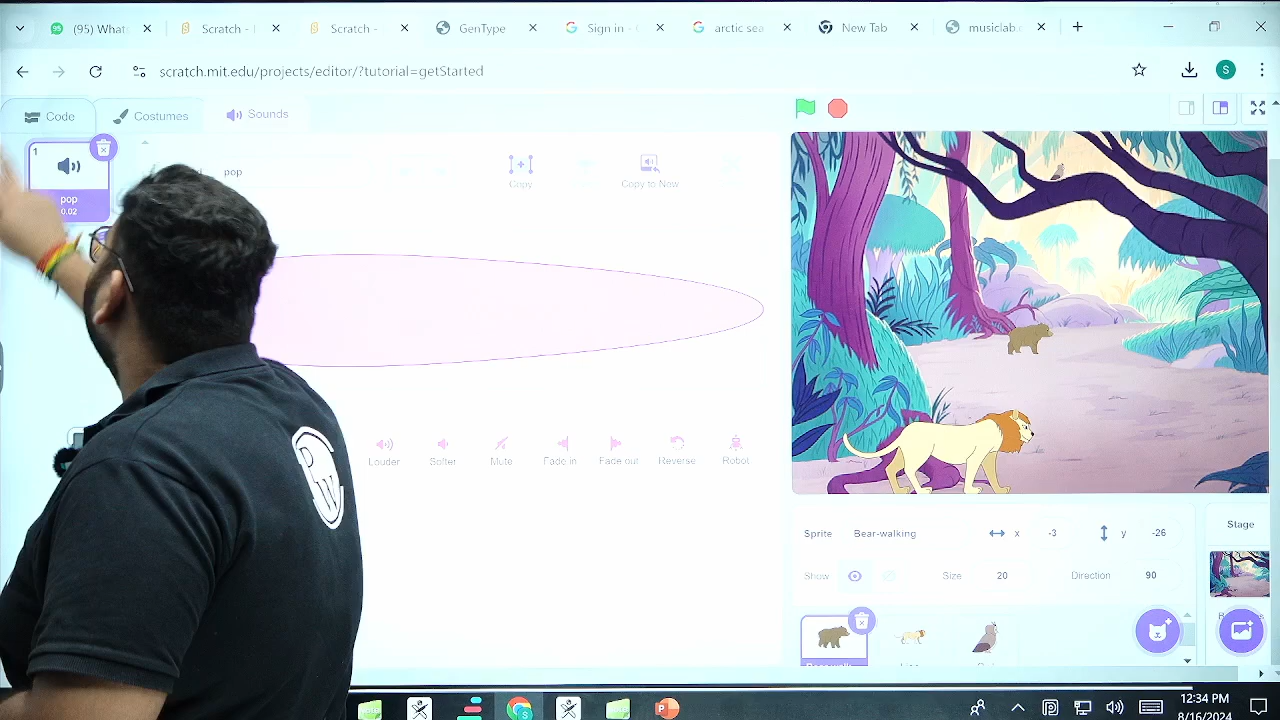 (95) What
Scratch - I
Scratch -
GenType
Sign in - (
arctic sea
New Tab
musiclab.
scratch.mit.edu/projects/editor/?tutorial=getStarted
S
Code
Costumes
Sounds
1
pop
0.02
pop
Copy
Copy to New
Louder
Softer
Mute
Fade in
Fade out
Reverse
Robot
Sprite
Bear-walking
x
-3
y
-26
Show
Size
20
Direction
90
Stage
12:34 PM
8/16/2024